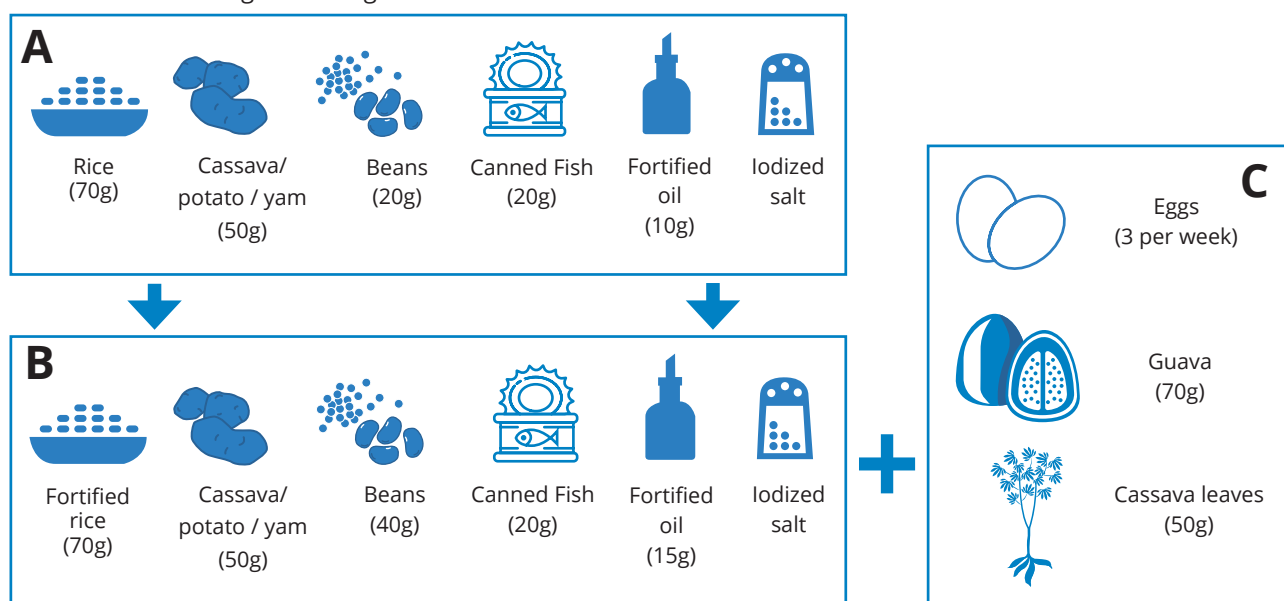 A
Rice
(70g)
Cassava/
potato / yam
(50g)
Beans
(20g)
Canned Fish
(20g)
Fortified
oil
(10g)
Iodized
salt
B
Fortified
rice
(70g)
Cassava/
potato / yam
(50g)
Beans
(40g)
Canned Fish
(20g)
Fortified
oil
(15g)
Iodized
salt
C
Eggs
(3 per week)
Guava
(70g)
Cassava leaves
(50g)